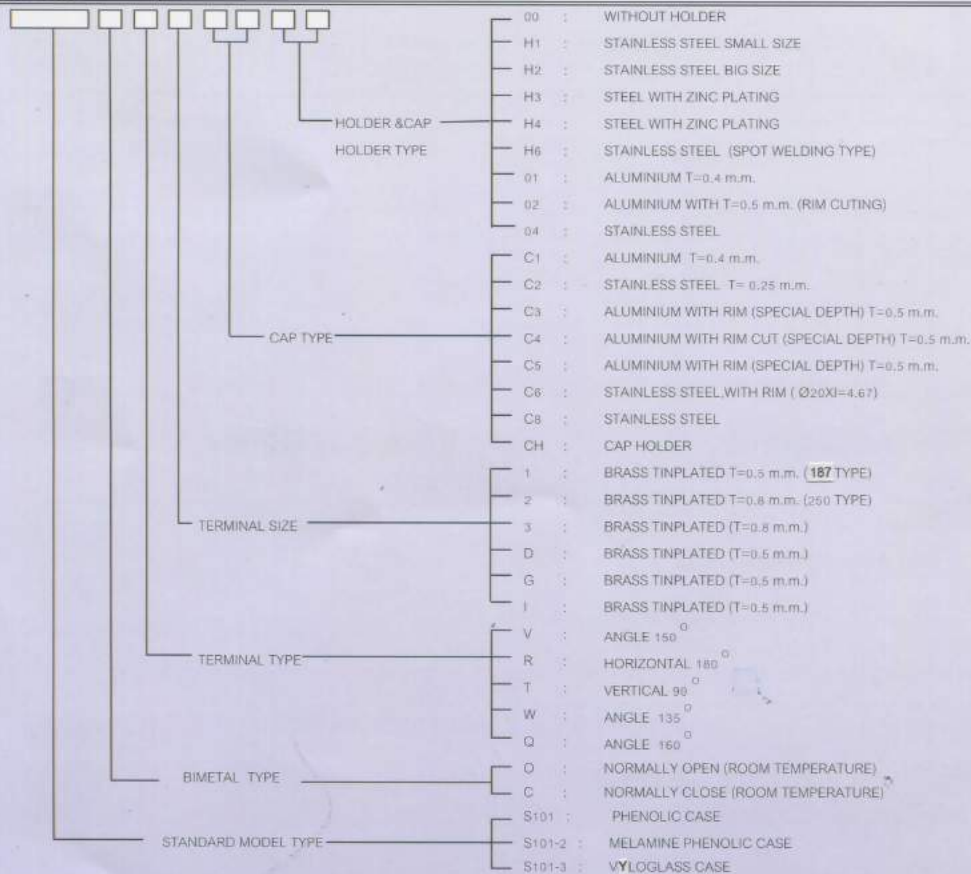 00 : WITHOUT HOLDER
H1 : STAINLESS STEEL SMALL SIZE
H2 : STAINLESS STEEL BIG SIZE
H3 : STEEL WITH ZINC PLATING
HOLDER &CAP H4 : STEEL WITH ZINC PLATING
HOLDER TYPE H6 : STAINLESS STEEL (SPOT WELDING TYPE)
01 : ALUMINIUM T=0.4 m.m.
02 : ALUMINIUM WITH T=0.5 m.m. (RIM CUTING)
04 : STAINLESS STEEL
C1 : ALUMINIUM T=0.4 m.m.
C2 : STAINLESS STEEL T= 0.25 m.m.
C3 : ALUMINIUM WITH RIM (SPECIAL DEPTH) T=0.5 m.m.
CAP TYPE C4 : ALUMINIUM WITH RIM CUT (SPECIAL DEPTH) T=0.5 m.m.
C5 : ALUMINIUM WITH RIM (SPECIAL DEPTH) T=0.5 m.m.
C6 : STAINLESS STEEL,WITH RIM ( Ø20XI=4.67)
C8 : STAINLESS STEEL
CH : CAP HOLDER
1 : BRASS TINPLATED T=0.5 m.m. (187 TYPE)
2 : BRASS TINPLATED T=0.8 m.m. (250 TYPE)
TERMINAL SIZE 3 : BRASS TINPLATED (T=0.8 m.m.)
D : BRASS TINPLATED (T=0.5 m.m.)
G : BRASS TINPLATED (T=0.5 m.m.)
I : BRASS TINPLATED (T=0.5 m.m.)
V : ANGLE 150 O
TERMINAL TYPE R : HORIZONTAL 180 O
T : VERTICAL 90 O
W : ANGLE 135 O
Q : ANGLE 160 O
BIMETAL TYPE O : NORMALLY OPEN (ROOM TEMPERATURE)
C : NORMALLY CLOSE (ROOM TEMPERATURE)
S101 : PHENOLIC CASE
STANDARD MODEL TYPE S101-2 : MELAMINE PHENOLIC CASE
S101-3 : VYLOGLASS CASE